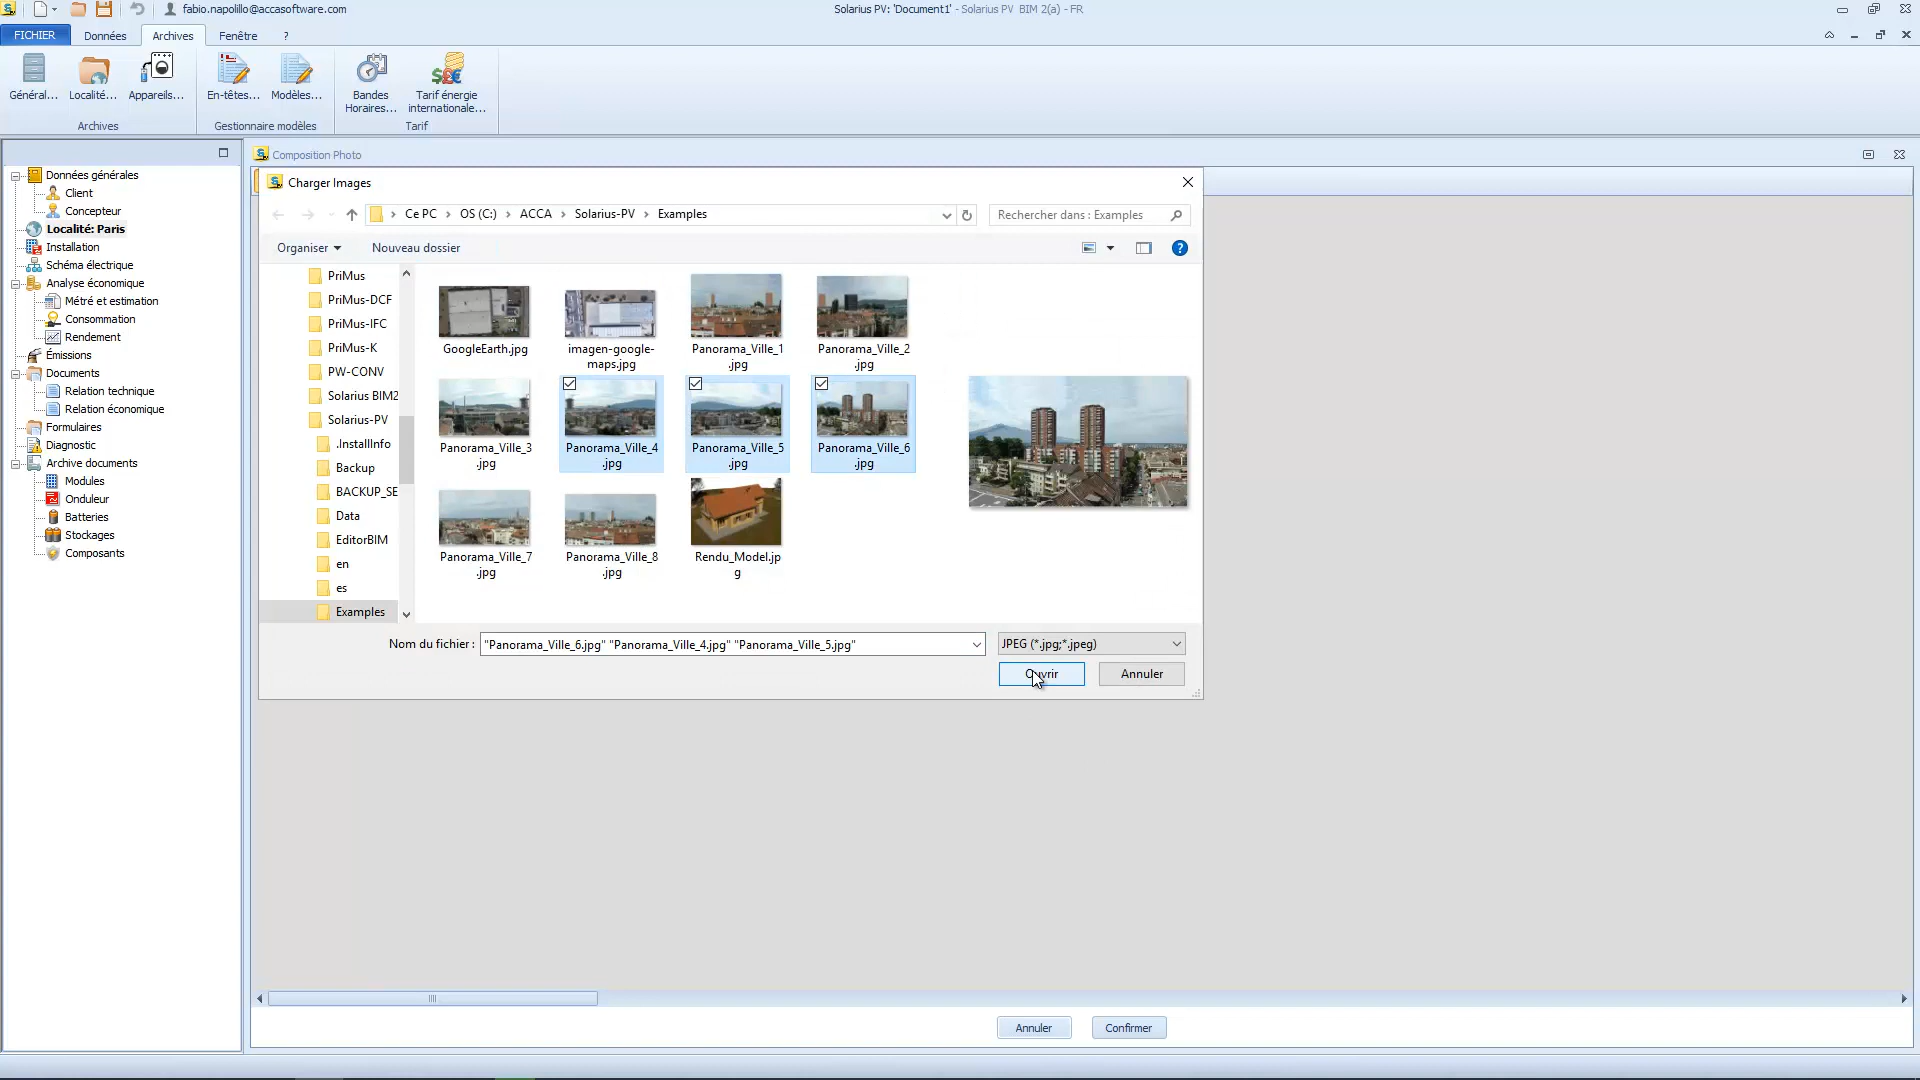 fabio.napolillo@accasoftware.com
Solarius PV: 'Document1' - Solarius PV BIM 2(a) - FR
FICHIER
Données
Archives
Fenêtre
?
Général...
Localité...
Appareils...
En-têtes...
Modèles...
Bandes
Horaires...
Tarif énergie
internationale...
Archives
Gestionnaire modèles
Tarif
Données générales
Client
Concepteur
Localité: Paris
Installation
Schéma électrique
Analyse économique
Métré et estimation
Consommation
Rendement
Émissions
Documents
Relation technique
Relation économique
Formulaires
Diagnostic
Archive documents
Modules
Onduleur
Batteries
Stockages
Composants
Composition Photo
Charger Images
Ce PC
OS (C:)
ACCA
Solarius-PV
Examples
Rechercher dans : Examples
Organiser
Nouveau dossier
?
PriMus
PriMus-DCF
PriMus-IFC
PriMus-K
PW-CONV
Solarius BIM2
Solarius-PV
.InstallInfo
Backup
BACKUP_SE
Data
EditorBIM
en
es
Examples
GoogleEarth.jpg
imagen-google-
maps.jpg
Panorama_Ville_1
.jpg
Panorama_Ville_2
.jpg
Panorama_Ville_3
.jpg
Panorama_Ville_4
.jpg
Panorama_Ville_5
.jpg
Panorama_Ville_6
.jpg
Panorama_Ville_7
.jpg
Panorama_Ville_8
.jpg
Rendu_Model.jp
g
Nom du fichier :
"Panorama_Ville_6.jpg" "Panorama_Ville_4.jpg" "Panorama_Ville_5.jpg"
JPEG (*.jpg;*.jpeg)
Ouvrir
Annuler
Annuler
Confirmer